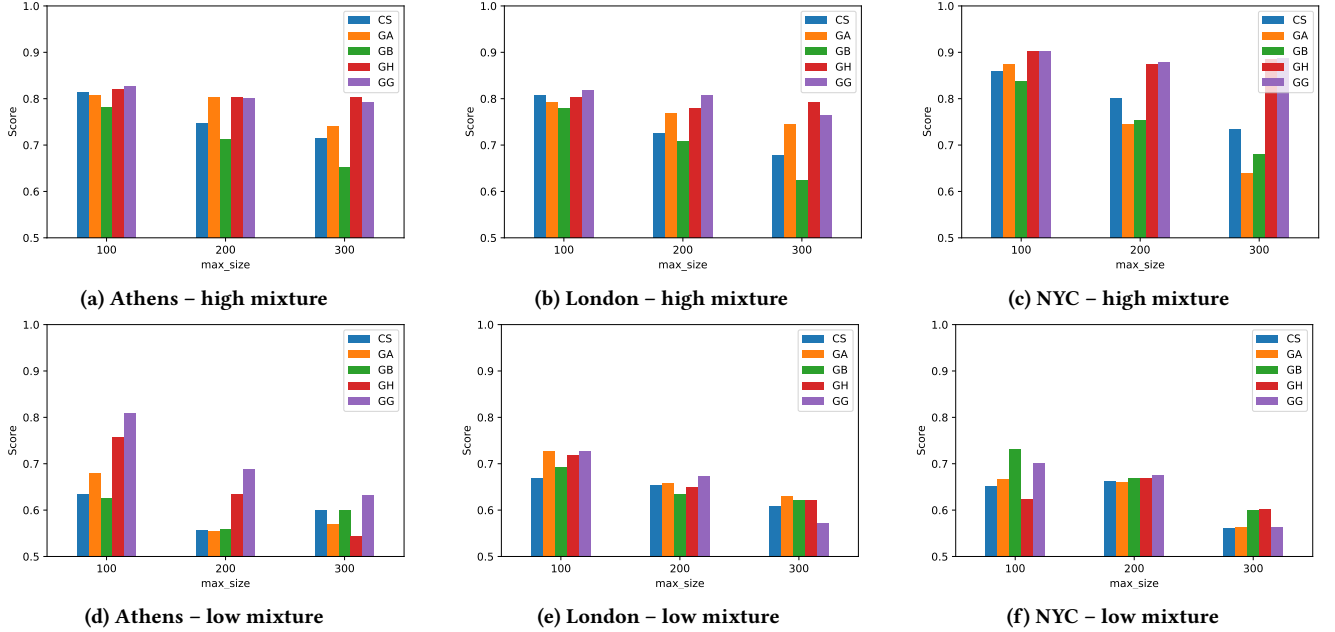 1.0
0.9
0.8
0.7
0.6
0.5
Score
100 200 300
max_size
CS
GA
GB
GH
GG
(a) Athens – high mixture
1.0
0.9
0.8
0.7
0.6
0.5
Score
100 200 300
max_size
CS
GA
GB
GH
GG
(b) London – high mixture
1.0
0.9
0.8
0.7
0.6
0.5
Score
100 200 300
max_size
CS
GA
GB
GH
GG
(c) NYC – high mixture
1.0
0.9
0.8
0.7
0.6
0.5
Score
100 200 300
max_size
CS
GA
GB
GH
GG
(d) Athens – low mixture
1.0
0.9
0.8
0.7
0.6
0.5
Score
100 200 300
max_size
CS
GA
GB
GH
GG
(e) London – low mixture
1.0
0.9
0.8
0.7
0.6
0.5
Score
100 200 300
max_size
CS
GA
GB
GH
GG
(f) NYC – low mixture